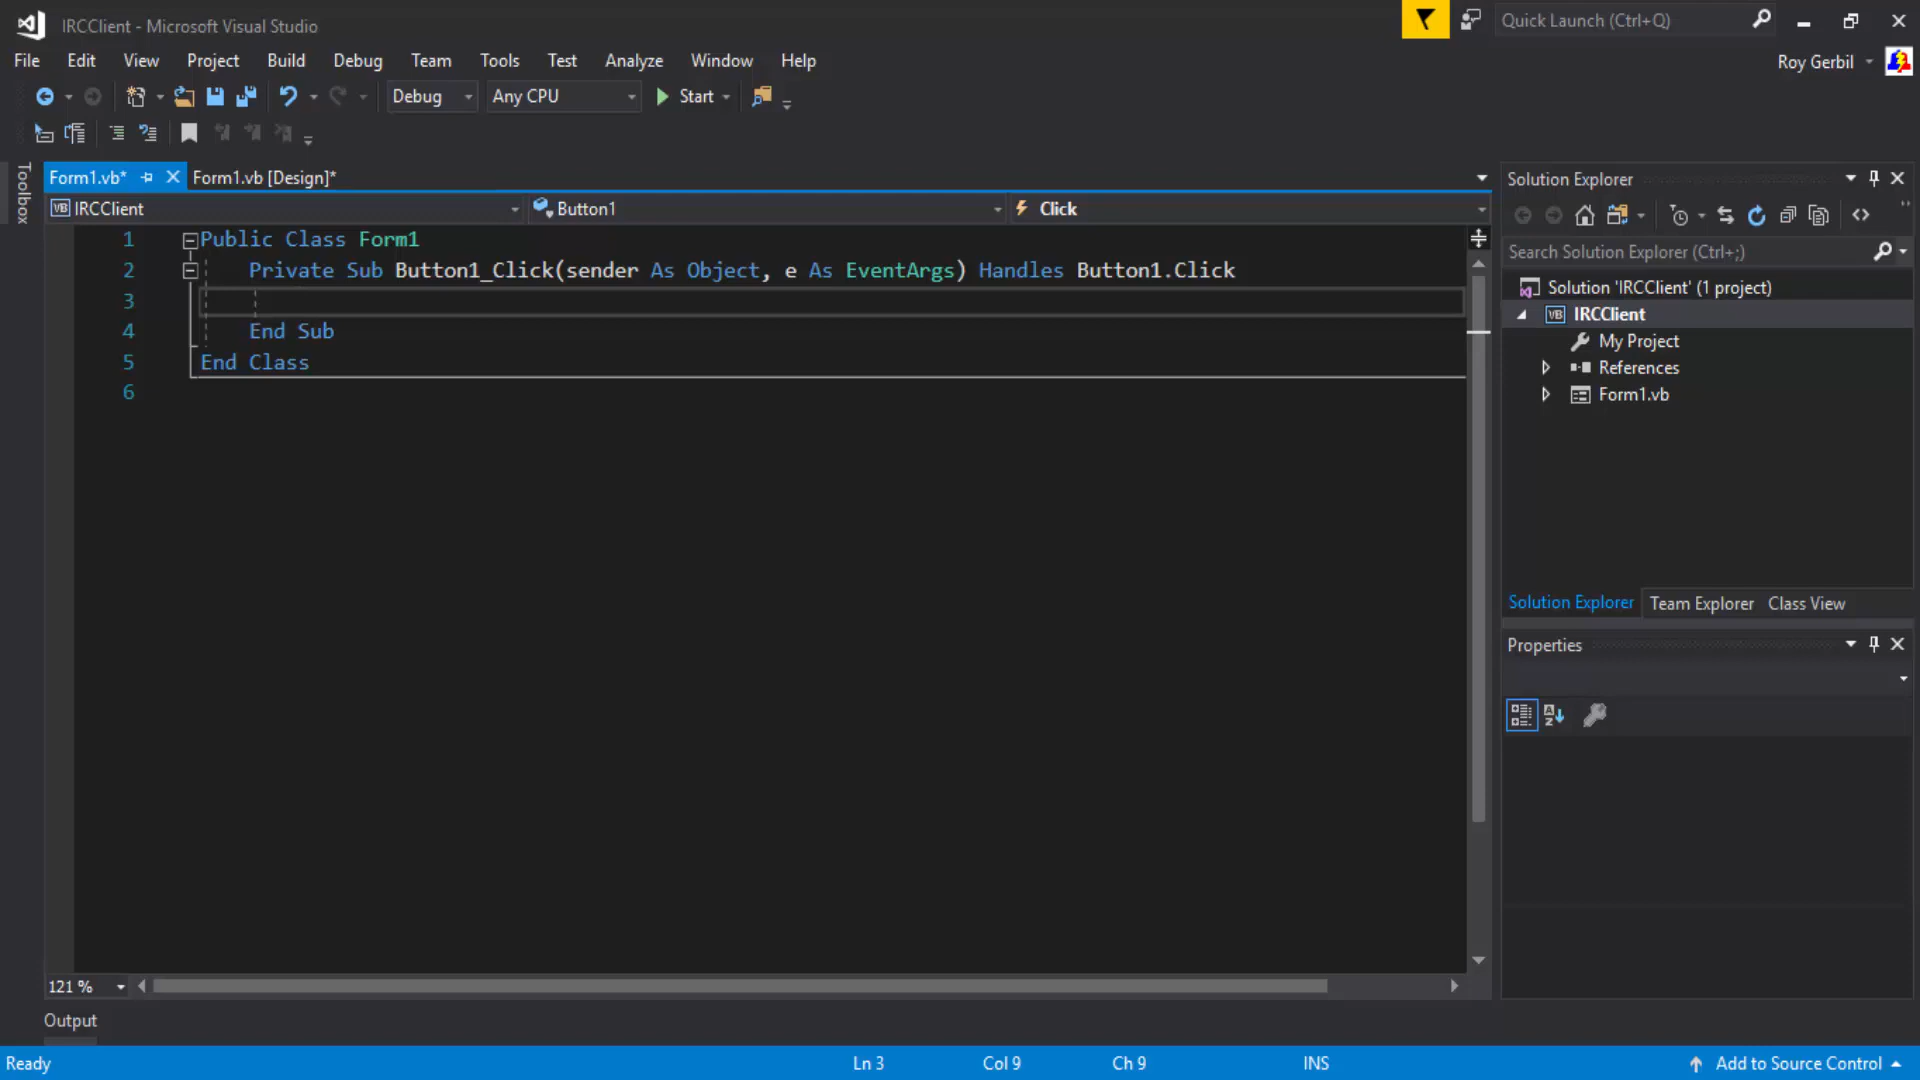 IRCClient - Microsoft Visual Studio
Quick Launch (Ctrl+Q)
File Edit View Project Build Debug Team Tools Test Analyze Window Help
Roy Gerbil
Debug Any CPU Start
Toolbox
Form1.vb* Form1.vb [Design]*
IRCClient Button1 Click
1 Public Class Form1
2 Private Sub Button1_Click(sender As Object, e As EventArgs) Handles Button1.Click
3
4 End Sub
5 End Class
6
121 %
Output
Solution Explorer
Search Solution Explorer (Ctrl+;)
Solution 'IRCClient' (1 project)
VB IRCClient
My Project
References
Form1.vb
Solution Explorer Team Explorer Class View
Properties
Ready Ln 3 Col 9 Ch 9 INS Add to Source Control